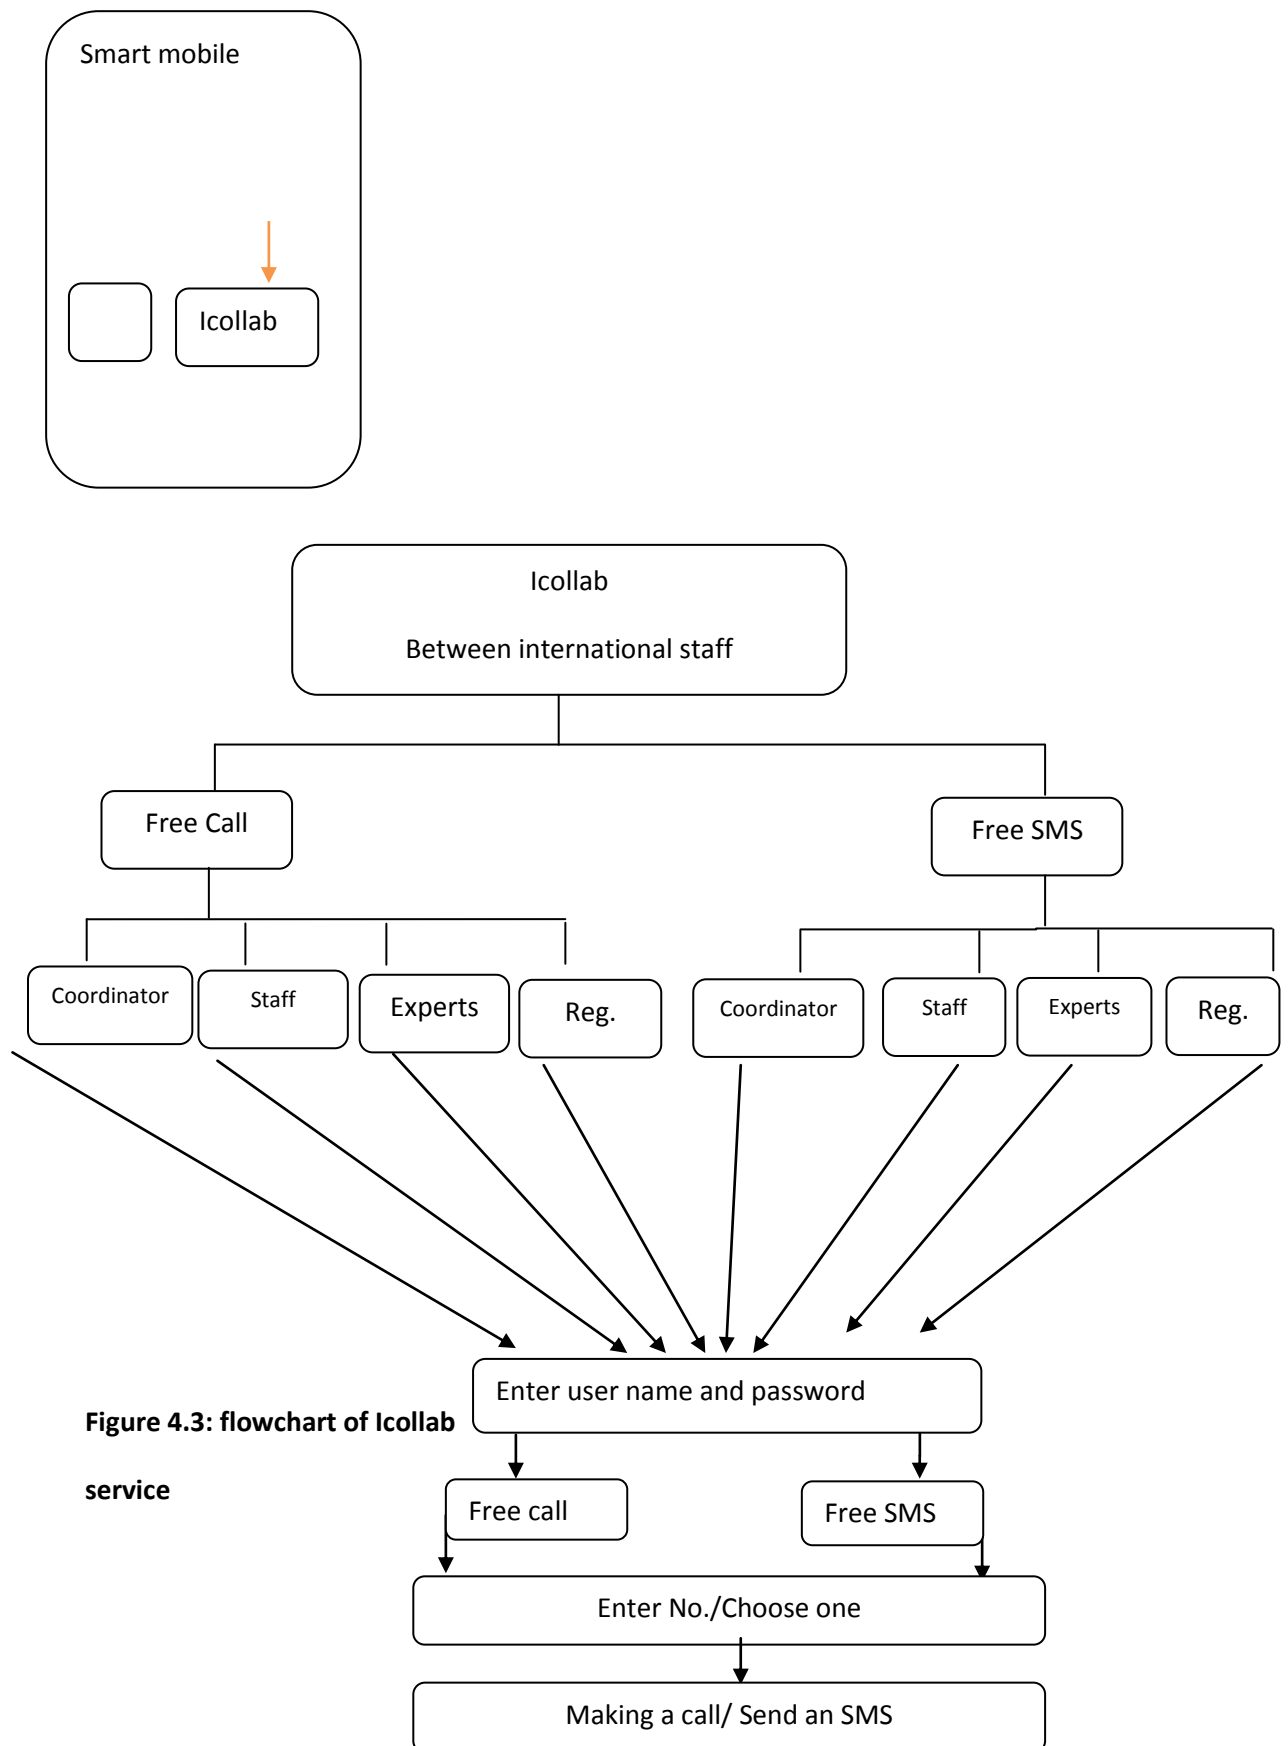 Smart mobile
Icollab
Icollab
Between international staff
Free Call
Free SMS
Coordinator
Staff
Experts
Reg.
Coordinator
Staff
Experts
Reg.
Enter user name and password
Figure 4.3: flowchart of Icollab
service
Free call
Free SMS
Enter No./Choose one
Making a call/ Send an SMS